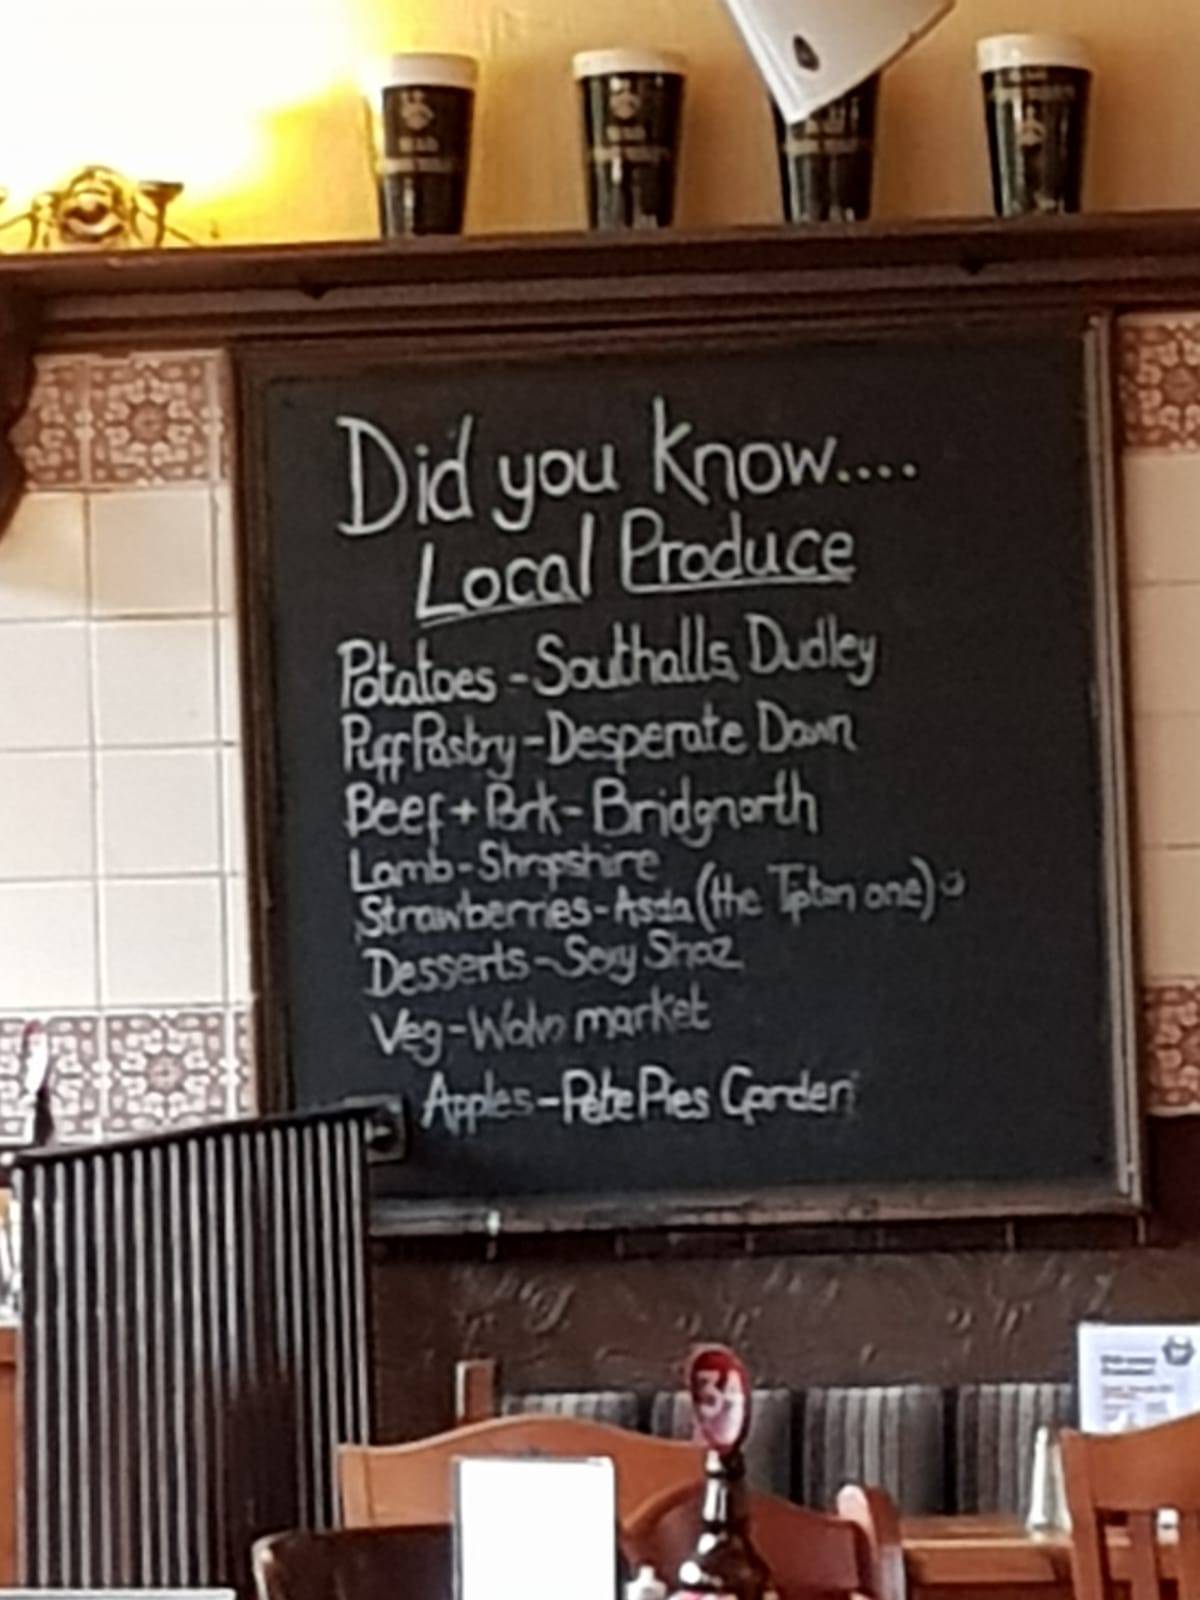 Did you know....
Local Produce
Potatoes - Southalls Dudley
Puff Pastry - Desperate Dawn
Beef + Pork - Bridgnorth
Lamb - Shropshire
Strawberries - Asda (the Tipton one)
Desserts - Sexy Shaz
Veg - Wolvo market
Apples - Pete Pies Garden